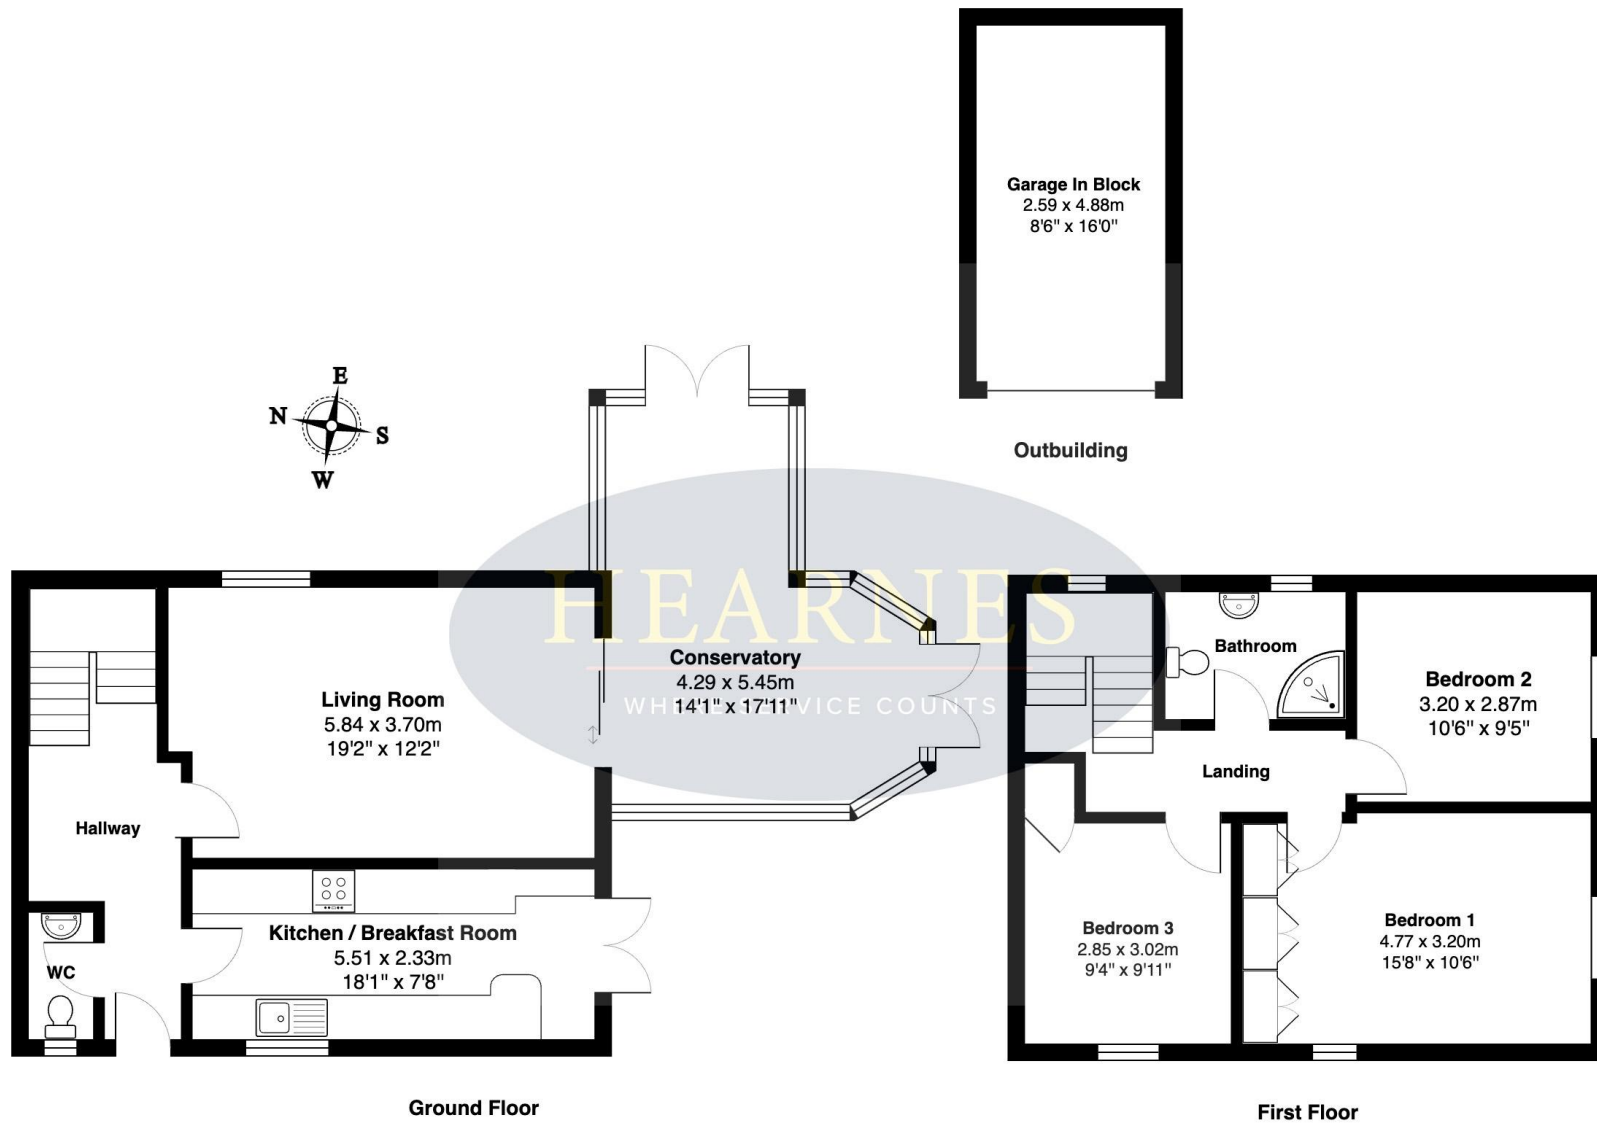 Garage In Block
2.59 x 4.88m
8'6" x 16'0"
Outbuilding
E
N
S
W
HEARNES
WHERE SERVICE COUNTS
Conservatory
4.29 x 5.45m
14'1" x 17'11"
Living Room
5.84 x 3.70m
19'2" x 12'2"
Hallway
Kitchen / Breakfast Room
5.51 x 2.33m
18'1" x 7'8"
WC
Ground Floor
Bathroom
Bedroom 2
3.20 x 2.87m
10'6" x 9'5"
Landing
Bedroom 3
2.85 x 3.02m
9'4" x 9'11"
Bedroom 1
4.77 x 3.20m
15'8" x 10'6"
First Floor